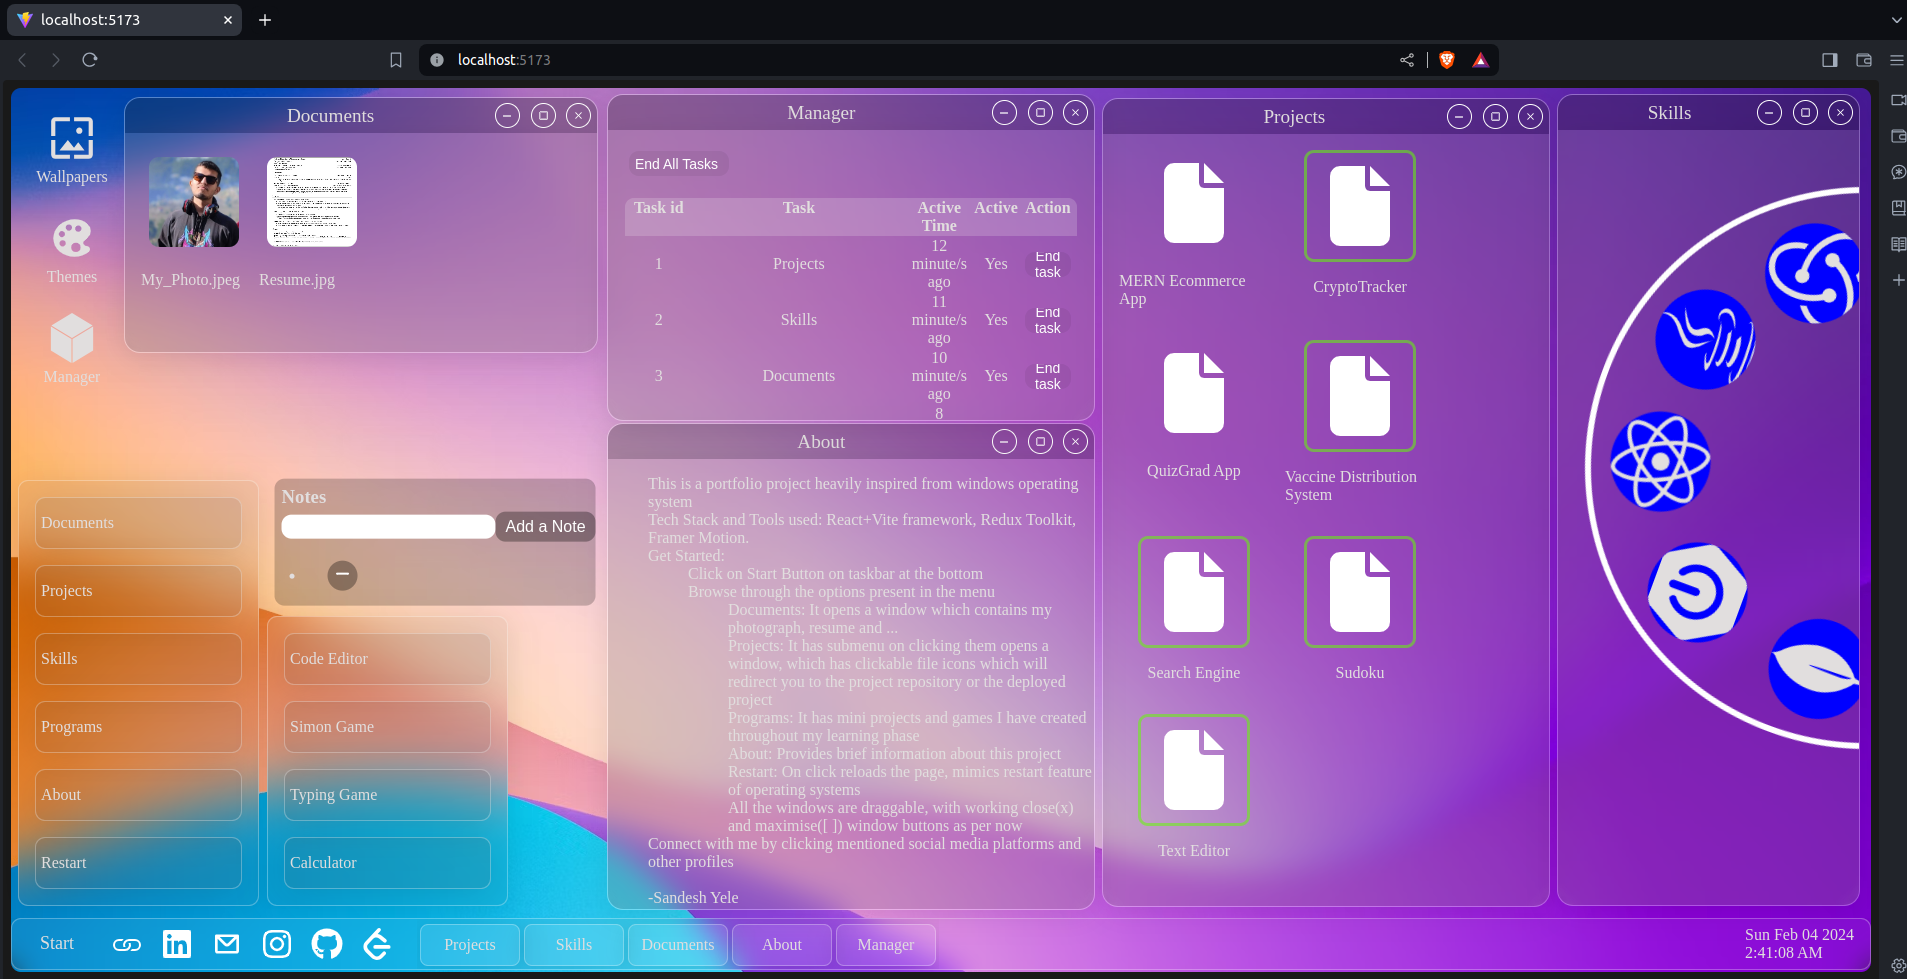 localhost:5173
localhost:5173
Wallpapers
Themes
Manager
Documents
My_Photo.jpeg
Resume.jpg
Manager
End All Tasks
Task id Task Active Time Active Action
1 Projects 12 minute/s ago Yes End task
2 Skills 11 minute/s ago Yes End task
3 Documents 10 minute/s ago Yes End task
8
About
This is a portfolio project heavily inspired from windows operating
system
Tech Stack and Tools used: React+Vite framework, Redux Toolkit,
Framer Motion.
Get Started:
Click on Start Button on taskbar at the bottom
Browse through the options present in the menu
Documents: It opens a window which contains my
photograph, resume and ...
Projects: It has submenu on clicking them opens a
window, which has clickable file icons which will
redirect you to the project repository or the deployed
project
Programs: It has mini projects and games I have created
throughout my learning phase
About: Provides brief information about this project
Restart: On click reloads the page, mimics restart feature
of operating systems
All the windows are draggable, with working close(x)
and maximise([ ]) window buttons as per now
Connect with me by clicking mentioned social media platforms and
other profiles
-Sandesh Yele
Projects
MERN Ecommerce
App
CryptoTracker
QuizGrad App
Vaccine Distribution
System
Search Engine
Sudoku
Text Editor
Skills
Notes
Add a Note
Documents
Projects
Skills
Programs
About
Restart
Code Editor
Simon Game
Typing Game
Calculator
Start
in
Projects
Skills
Documents
About
Manager
Sun Feb 04 2024
2:41:08 AM